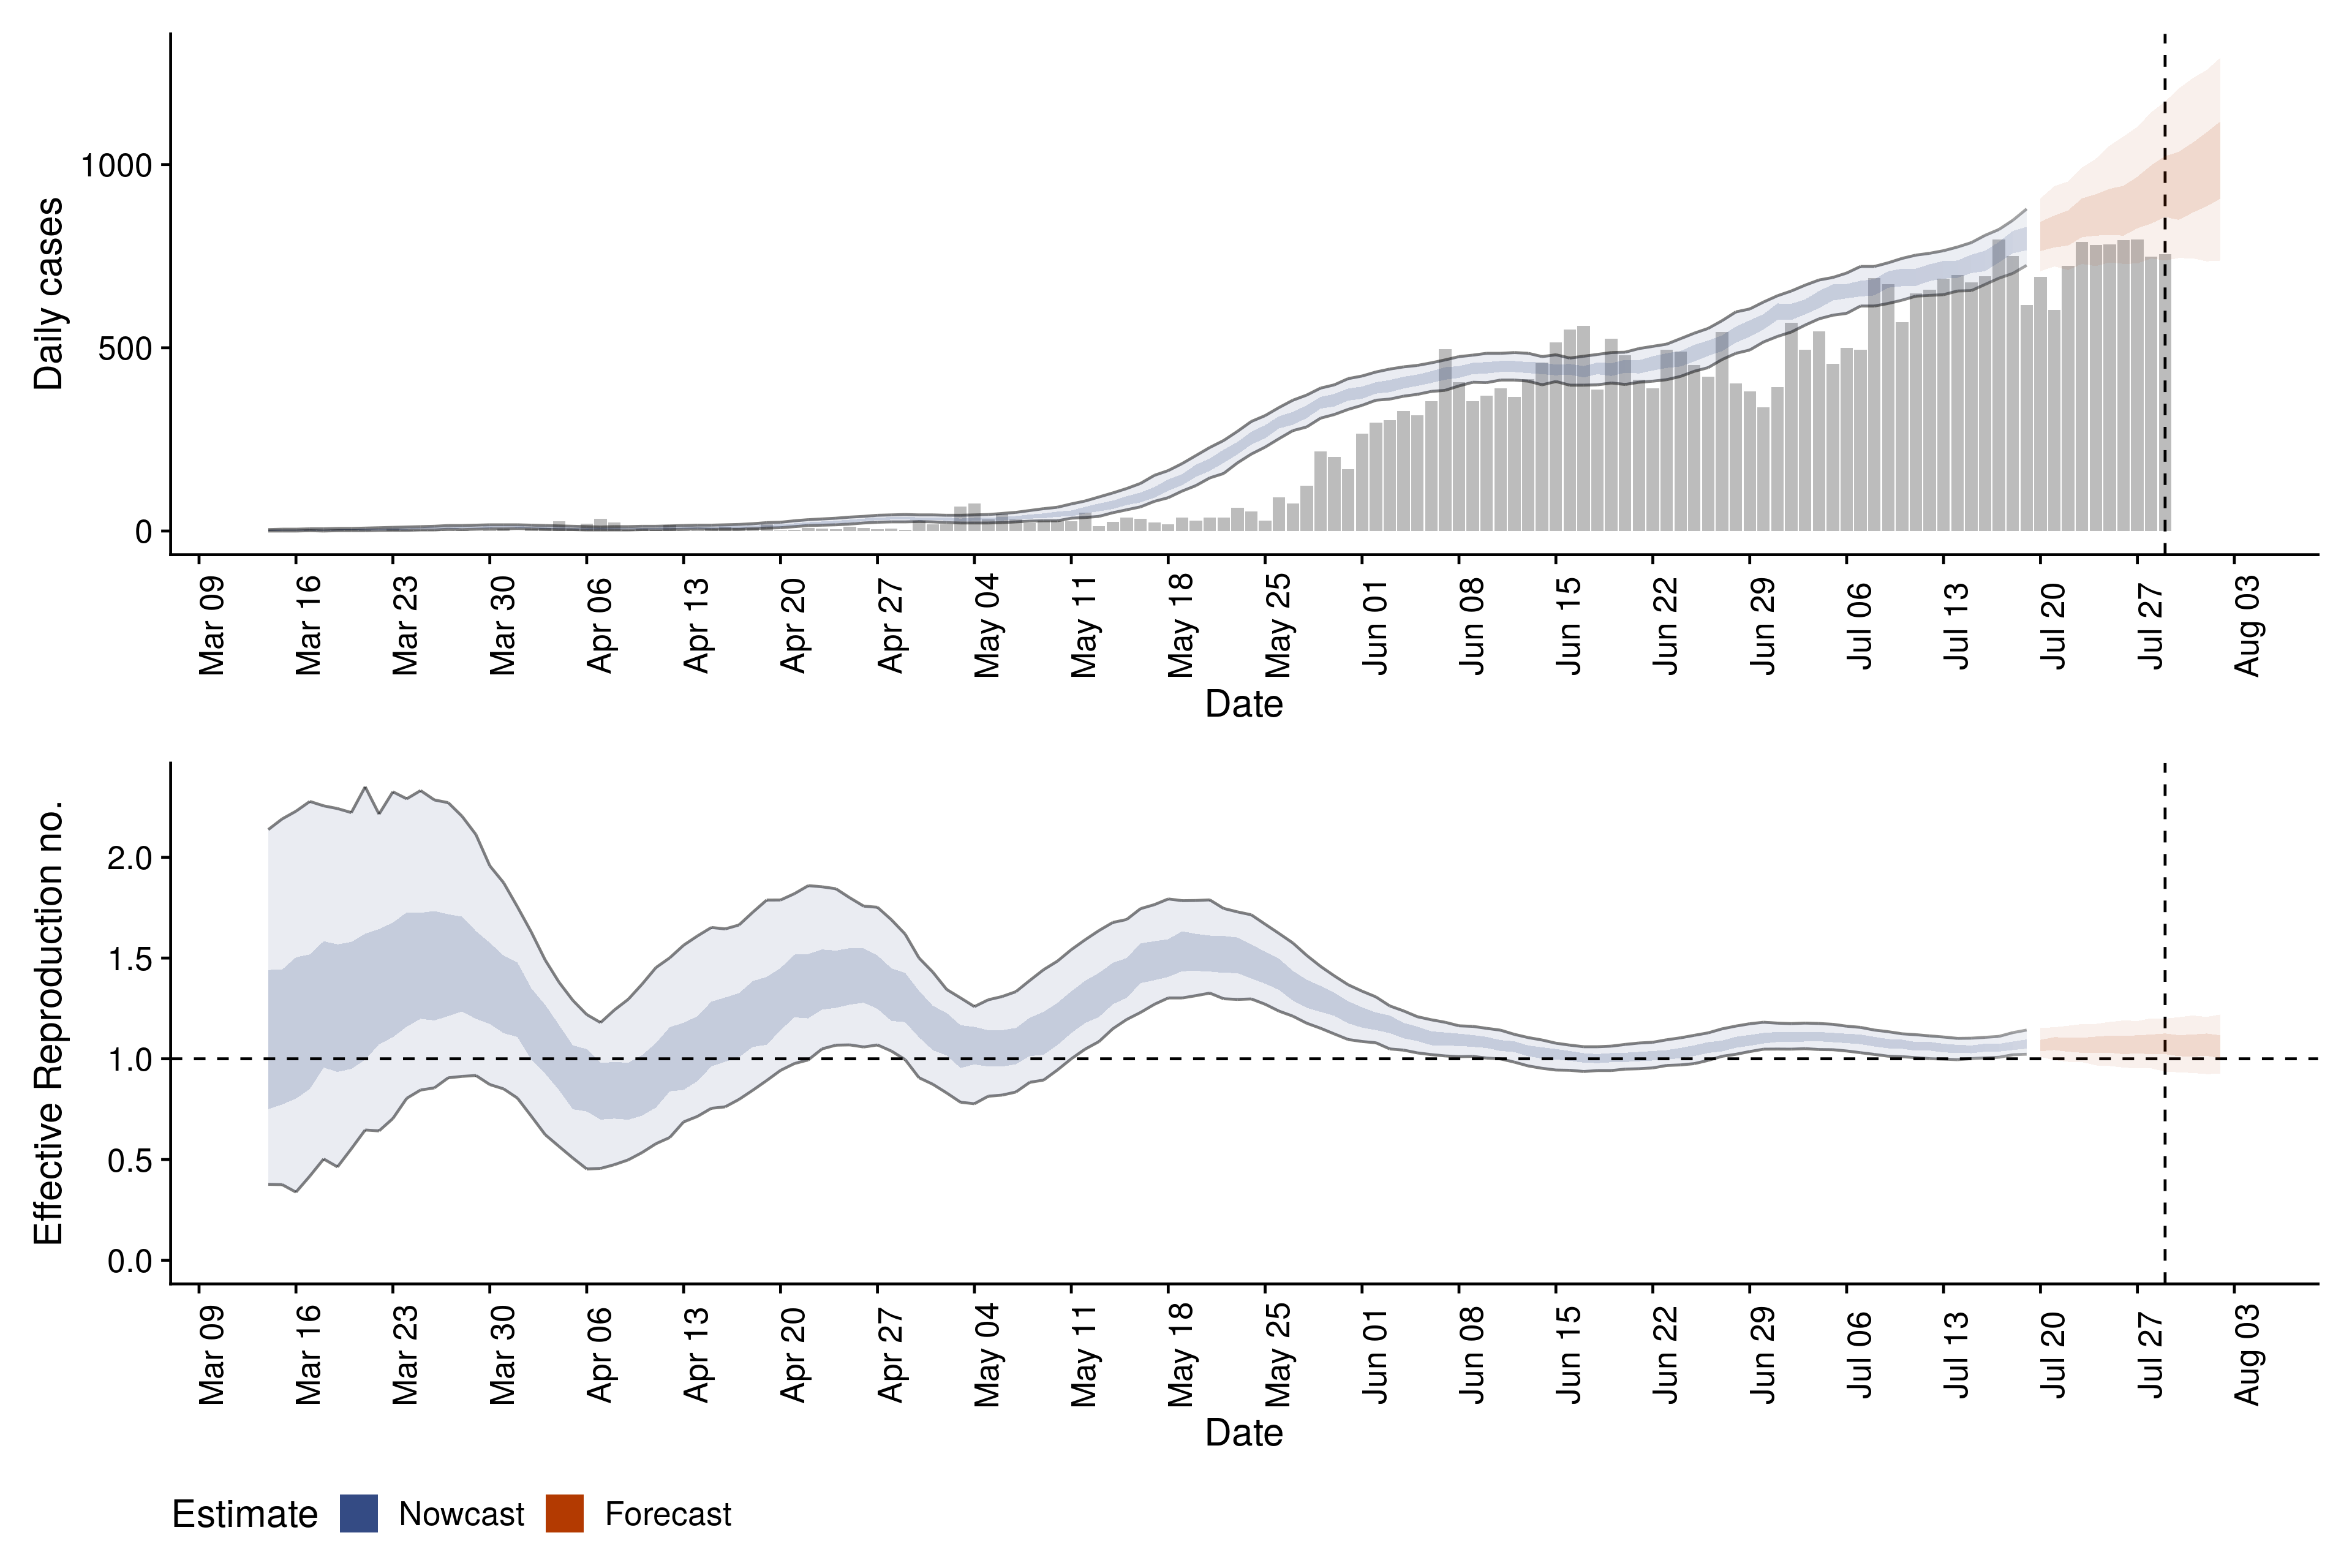 Daily cases
1000
500
0
Mar 09 Mar 16 Mar 23 Mar 30 Apr 06 Apr 13 Apr 20 Apr 27 May 04 May 11 May 18 May 25 Jun 01 Jun 08 Jun 15 Jun 22 Jun 29 Jul 06 Jul 13 Jul 20 Jul 27 Aug 03
Date
Effective Reproduction no.
2.0
1.5
1.0
0.5
0.0
Mar 09 Mar 16 Mar 23 Mar 30 Apr 06 Apr 13 Apr 20 Apr 27 May 04 May 11 May 18 May 25 Jun 01 Jun 08 Jun 15 Jun 22 Jun 29 Jul 06 Jul 13 Jul 20 Jul 27 Aug 03
Date
Estimate Nowcast Forecast